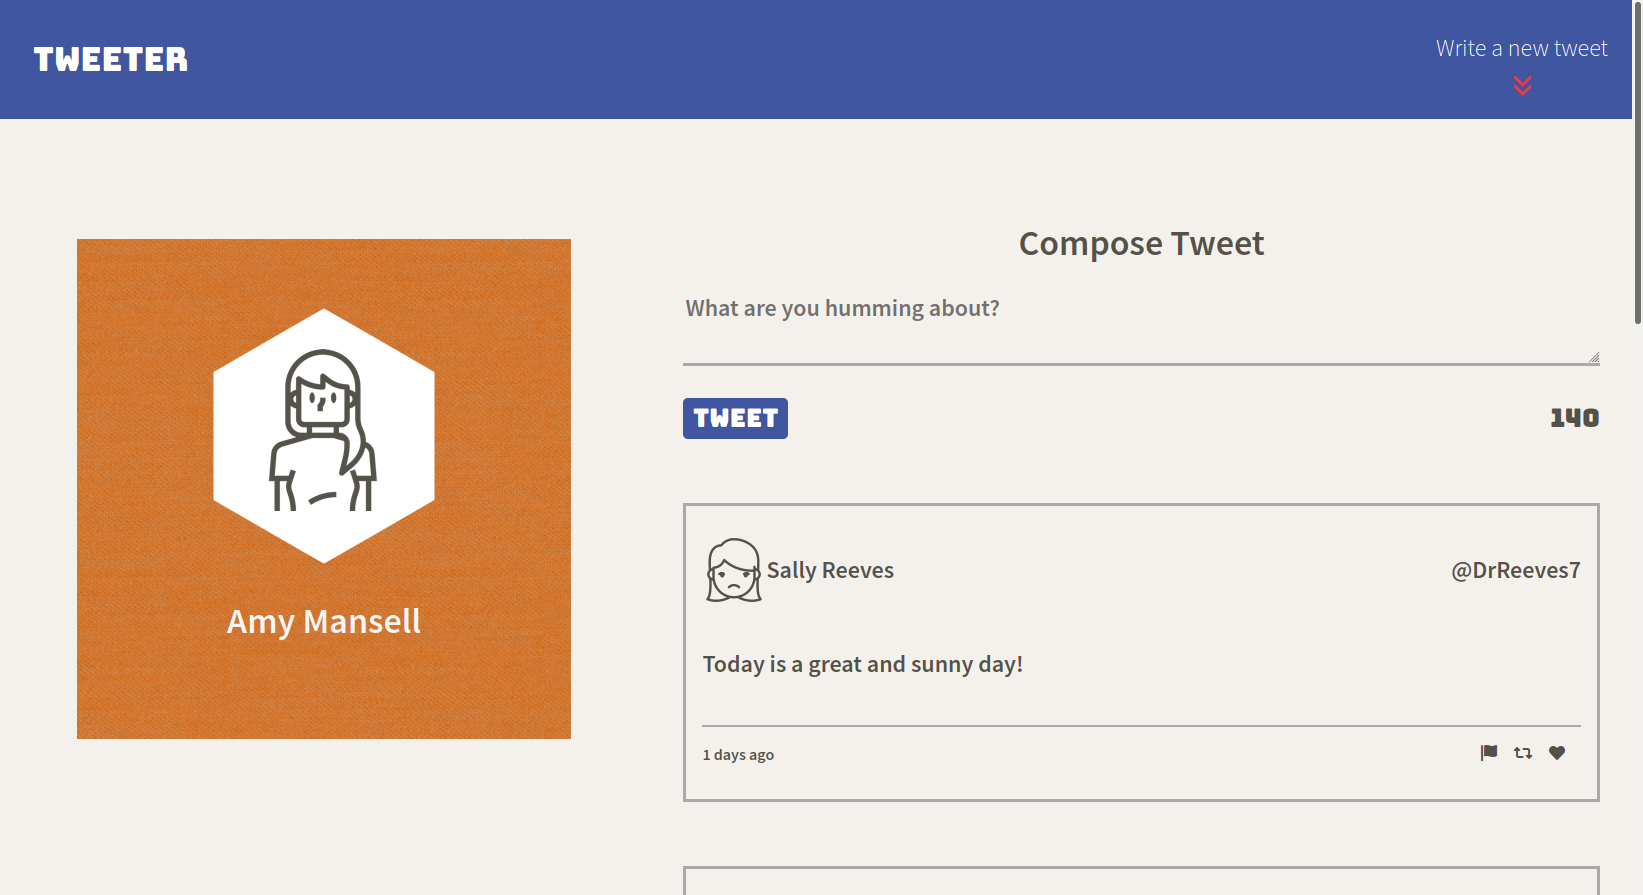 TWEETER
Write a new tweet
Amy Mansell
Compose Tweet
What are you humming about?
TWEET
140
Sally Reeves
@DrReeves7
Today is a great and sunny day!
1 days ago